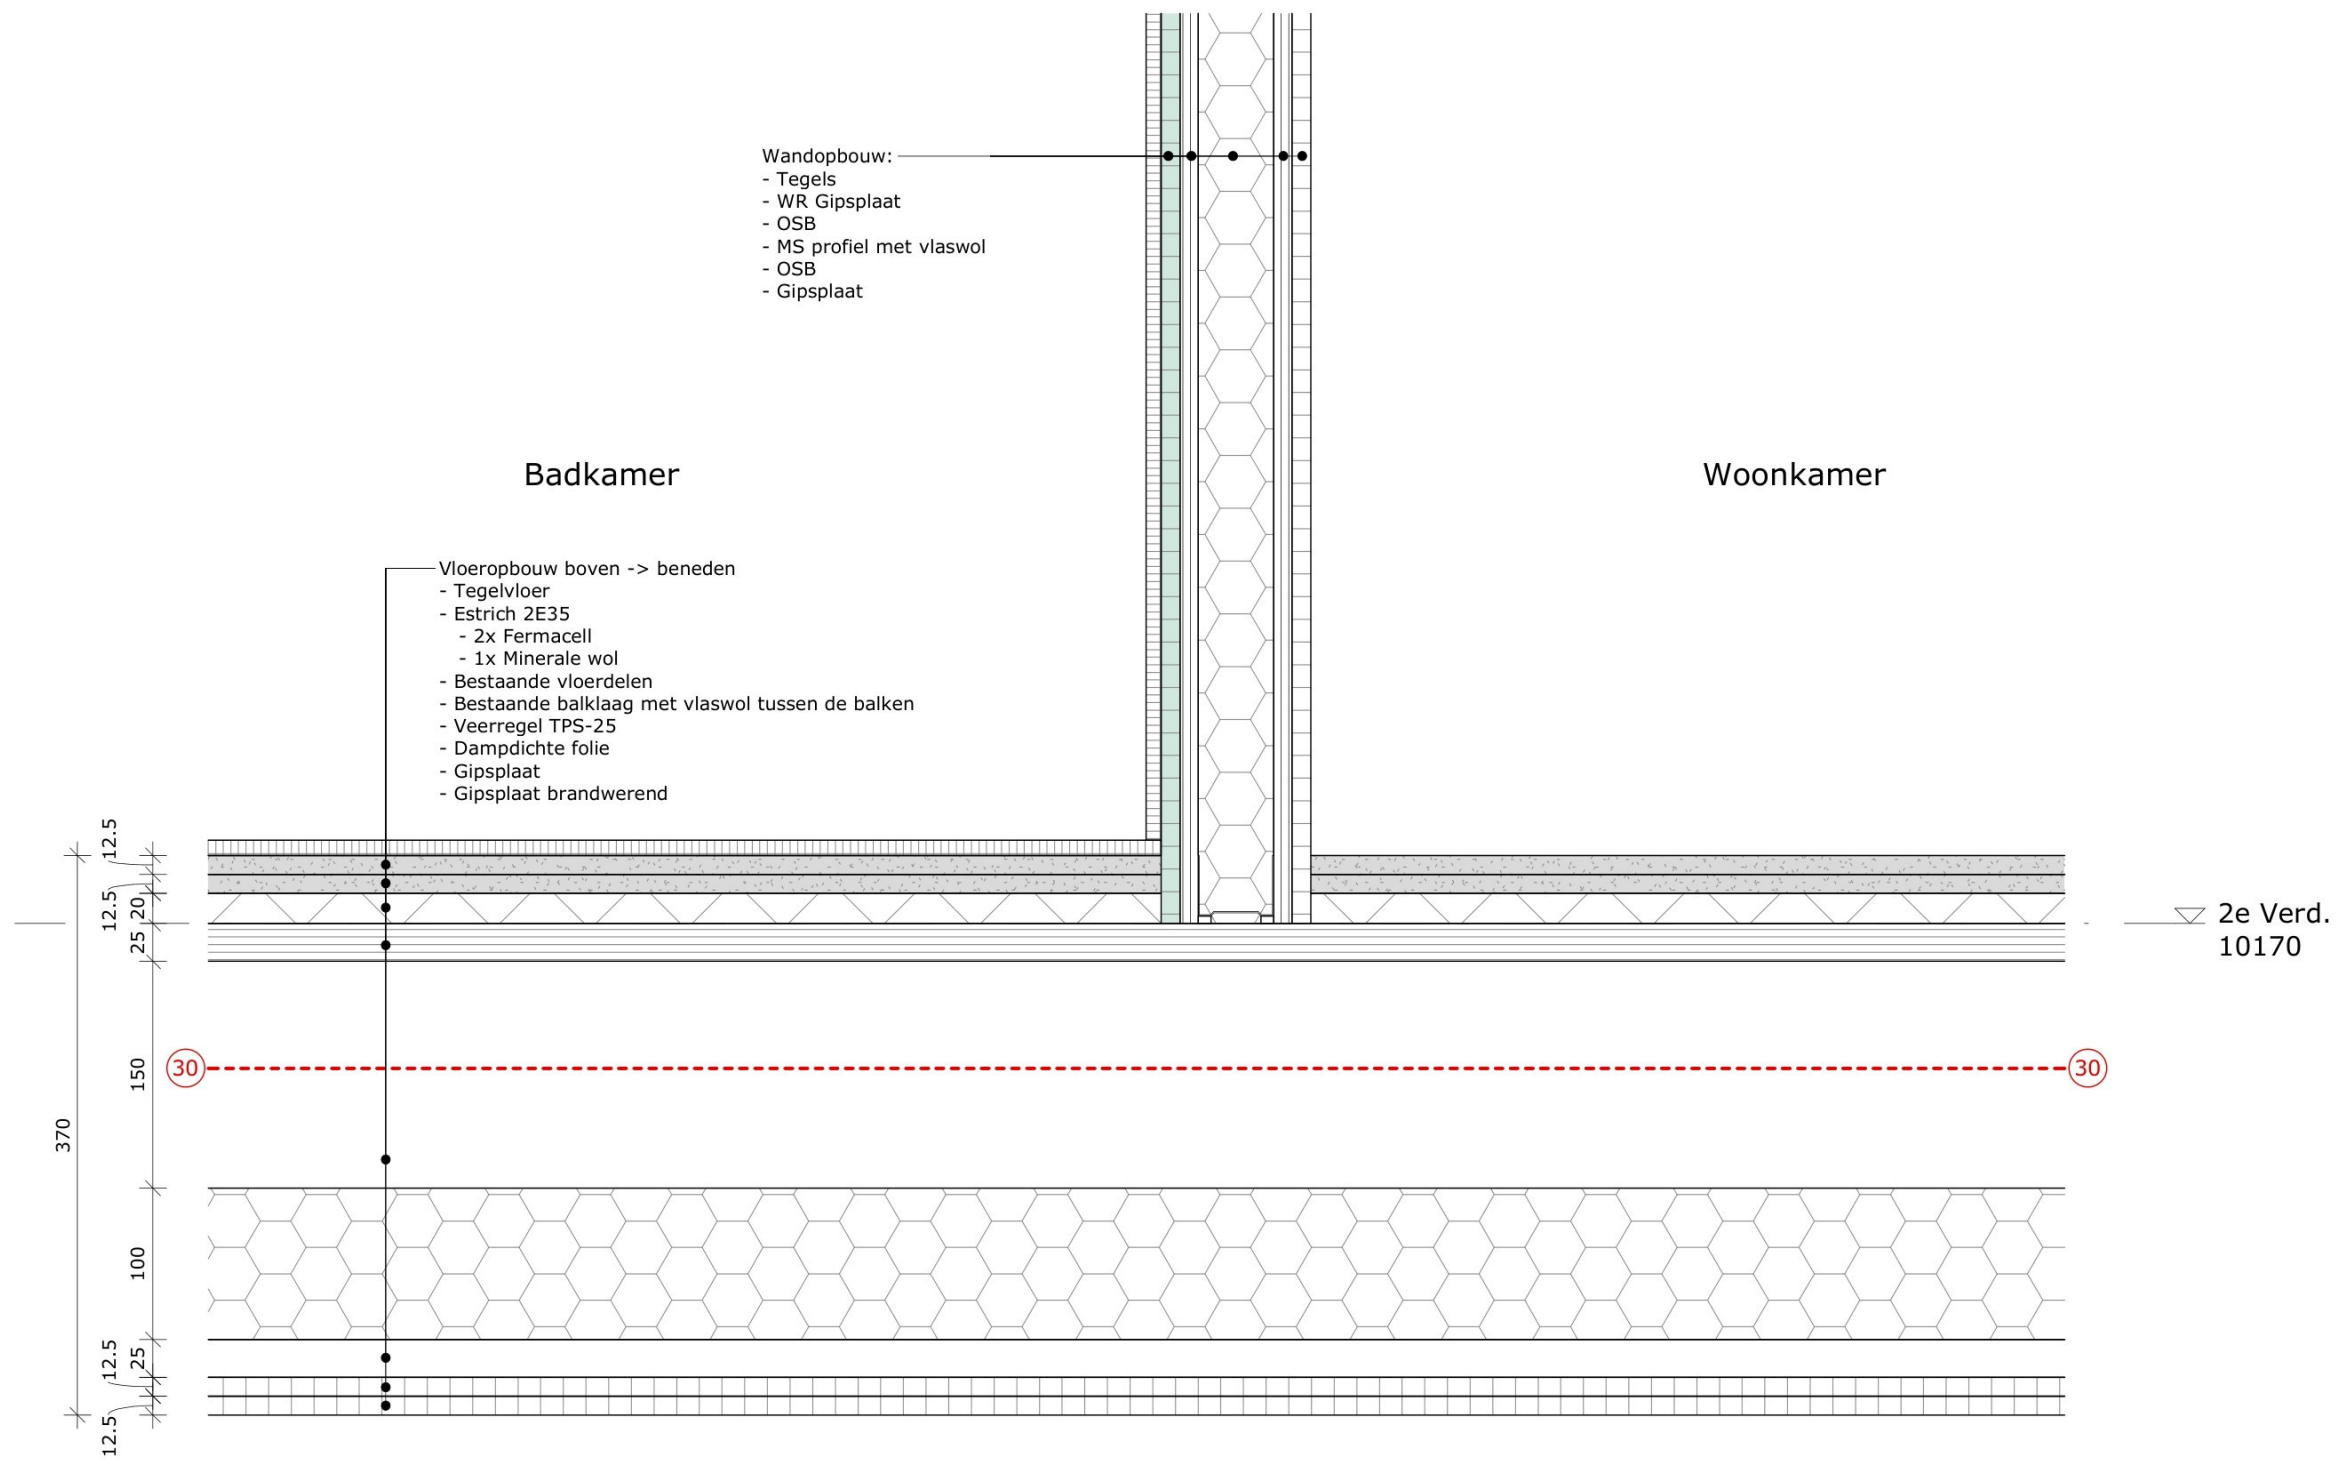 Wandopbouw:
- Tegels
- WR Gipsplaat
- OSB
- MS profiel met vlaswol
- OSB
- Gipsplaat
Badkamer
Woonkamer
Vloeropbouw boven -> beneden
- Tegelvloer
- Estrich 2E35
- 2x Fermacell
- 1x Minerale wol
- Bestaande vloerdelen
- Bestaande balklaag met vlaswol tussen de balken
- Veerregel TPS-25
- Dampdichte folie
- Gipsplaat
- Gipsplaat brandwerend
12.5
12.5
20
25
150
370
100
12.5
25
12.5
2e Verd.
10170
30
30